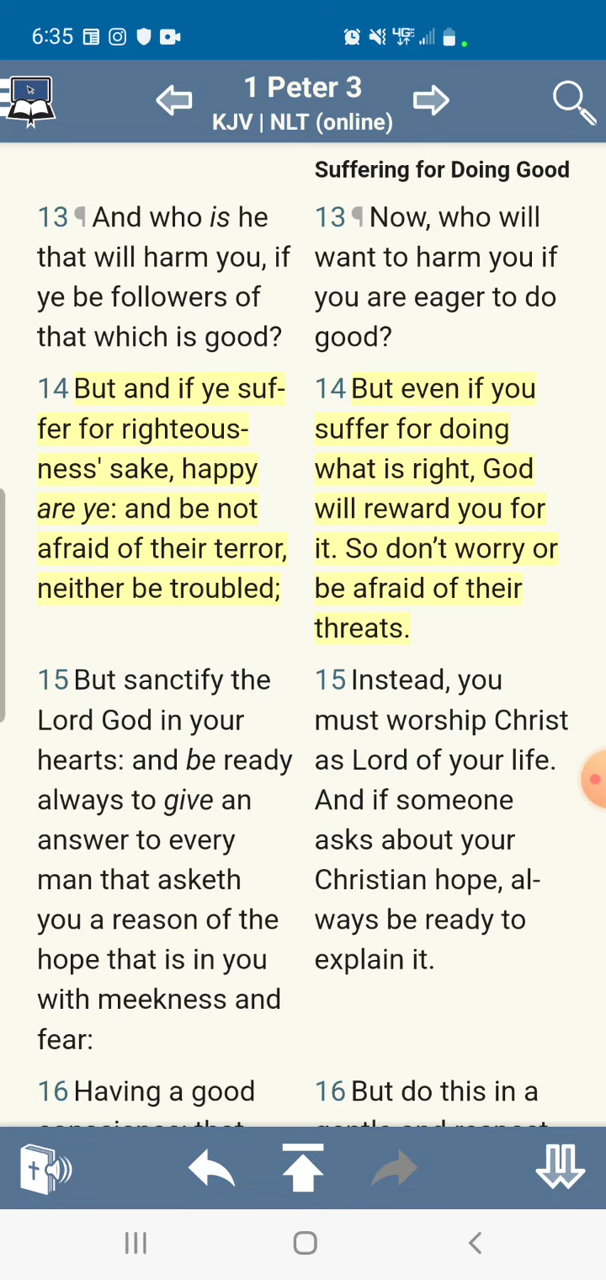 6:35
4GE
1 Peter 3
KJV | NLT (online)
Suffering for Doing Good
13 ¶ And who is he
that will harm you, if
ye be followers of
that which is good?
13 ¶ Now, who will
want to harm you if
you are eager to do
good?
14 But and if ye suf-
fer for righteous-
ness' sake, happy
are ye: and be not
afraid of their terror,
neither be troubled;
14 But even if you
suffer for doing
what is right, God
will reward you for
it. So don’t worry or
be afraid of their
threats.
15 But sanctify the
Lord God in your
hearts: and be ready
always to give an
answer to every
man that asketh
you a reason of the
hope that is in you
with meekness and
fear:
15 Instead, you
must worship Christ
as Lord of your life.
And if someone
asks about your
Christian hope, al-
ways be ready to
explain it.
16 Having a good
16 But do this in a